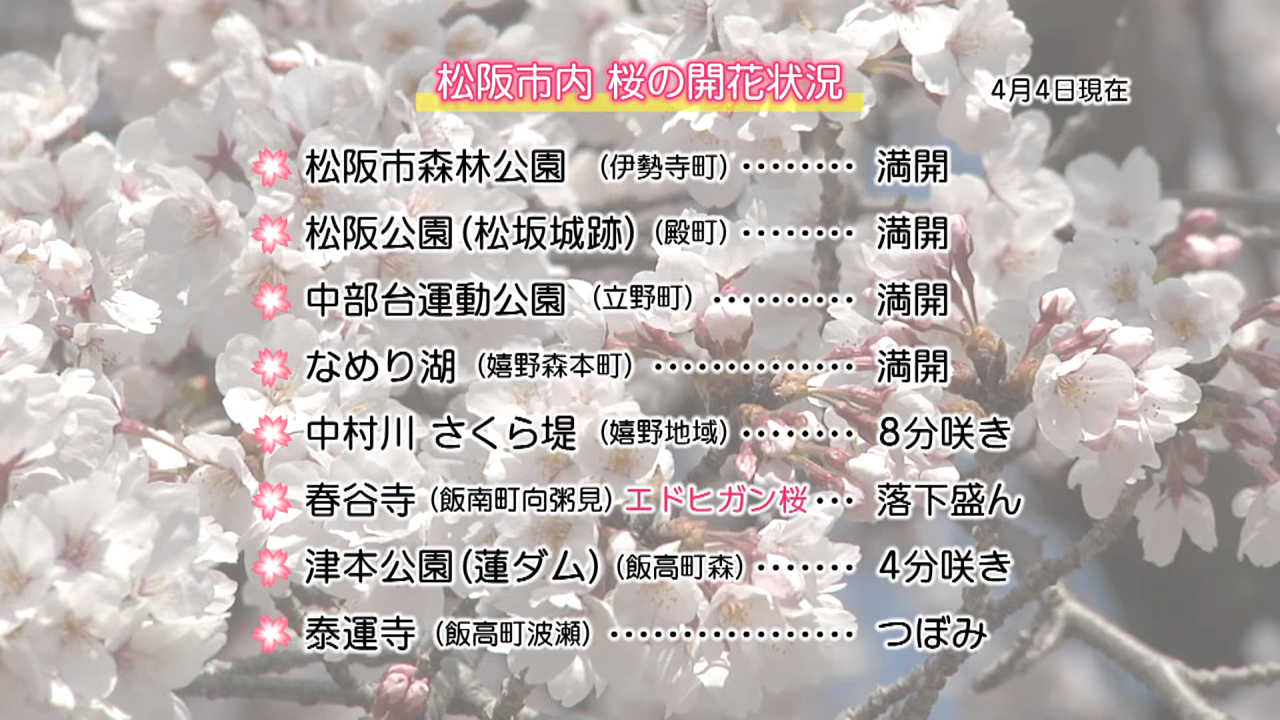 松阪市内 桜の開花状況
4月4日現在
松阪市森林公園 (伊勢寺町)‥‥‥‥ 満開
松阪公園(松坂城跡) (殿町)‥‥‥‥ 満開
中部台運動公園 (立野町)‥‥‥‥‥ 満開
なめり湖 (嬉野森本町)‥‥‥‥‥‥‥ 満開
中村川 さくら堤 (嬉野地域)‥‥‥‥ 8分咲き
春谷寺 (飯南町向粥見) エドヒガン桜… 落下盛ん
津本公園(蓮ダム) (飯高町森)……‥ 4分咲き
泰運寺 (飯高町波瀬)……………‥‥ つぼみ